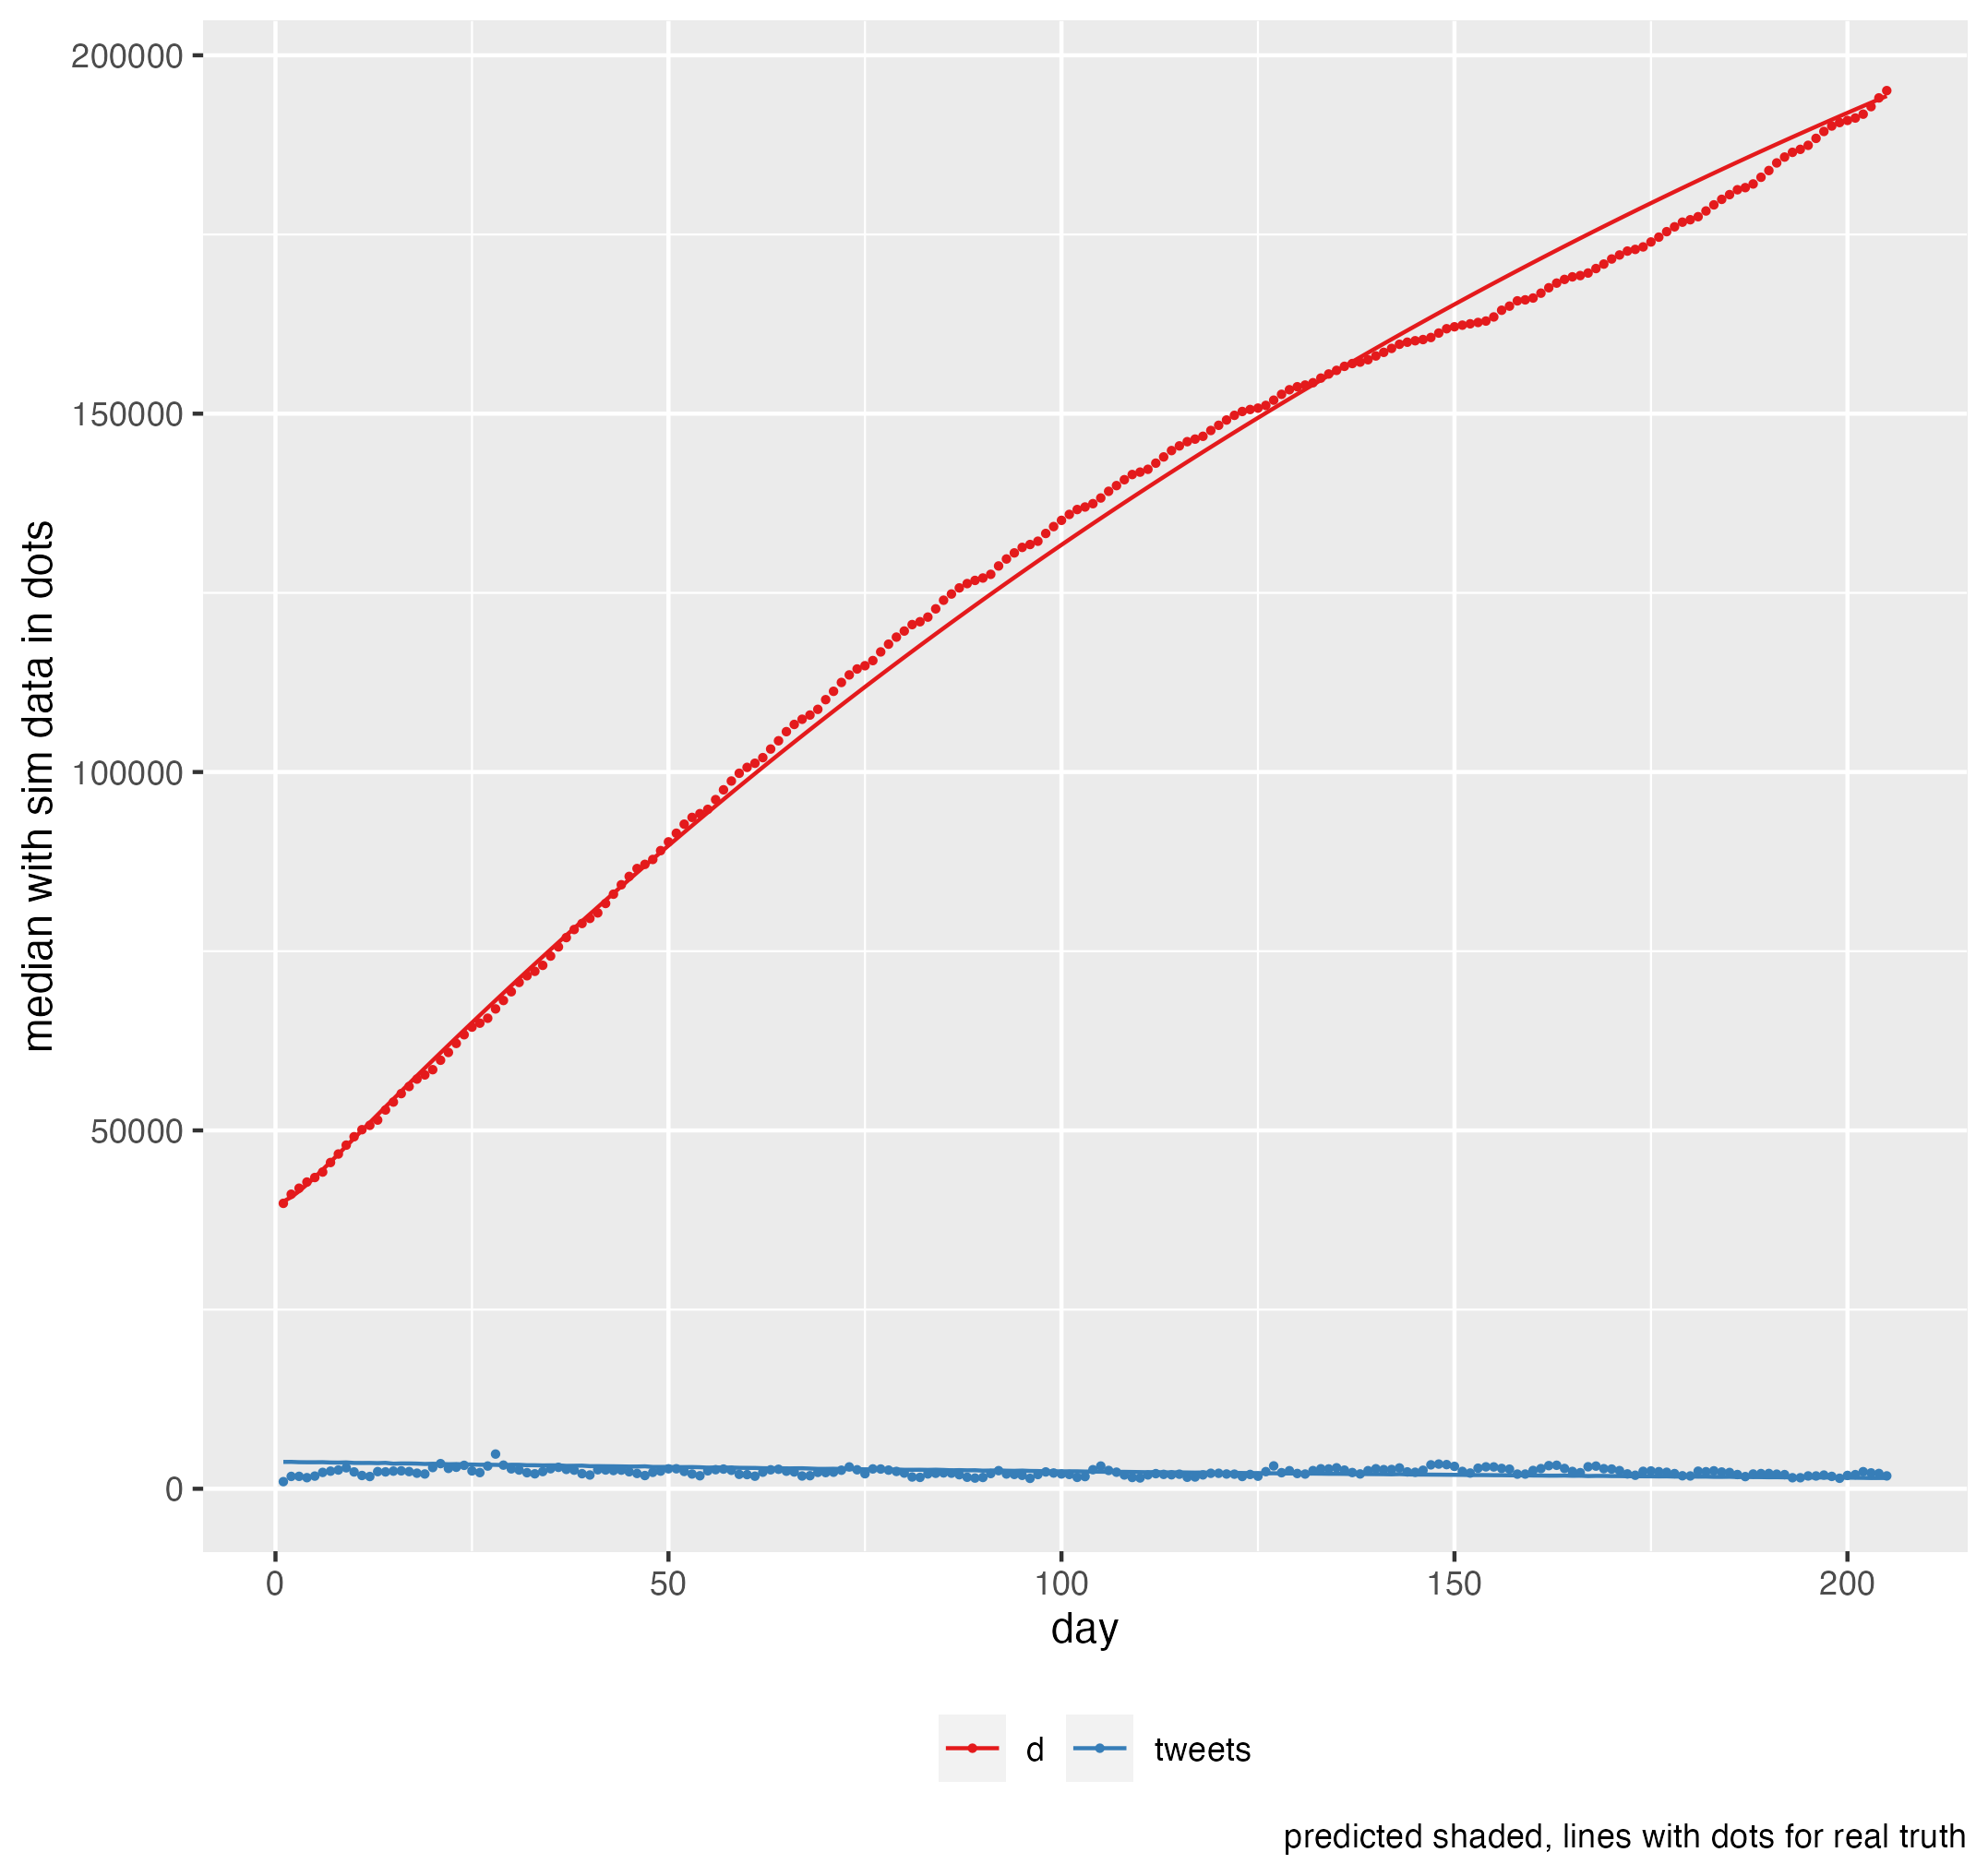 200000
150000
100000
50000
0
median with sim data in dots
0 50 100 150 200
day
d tweets
predicted shaded, lines with dots for real truth